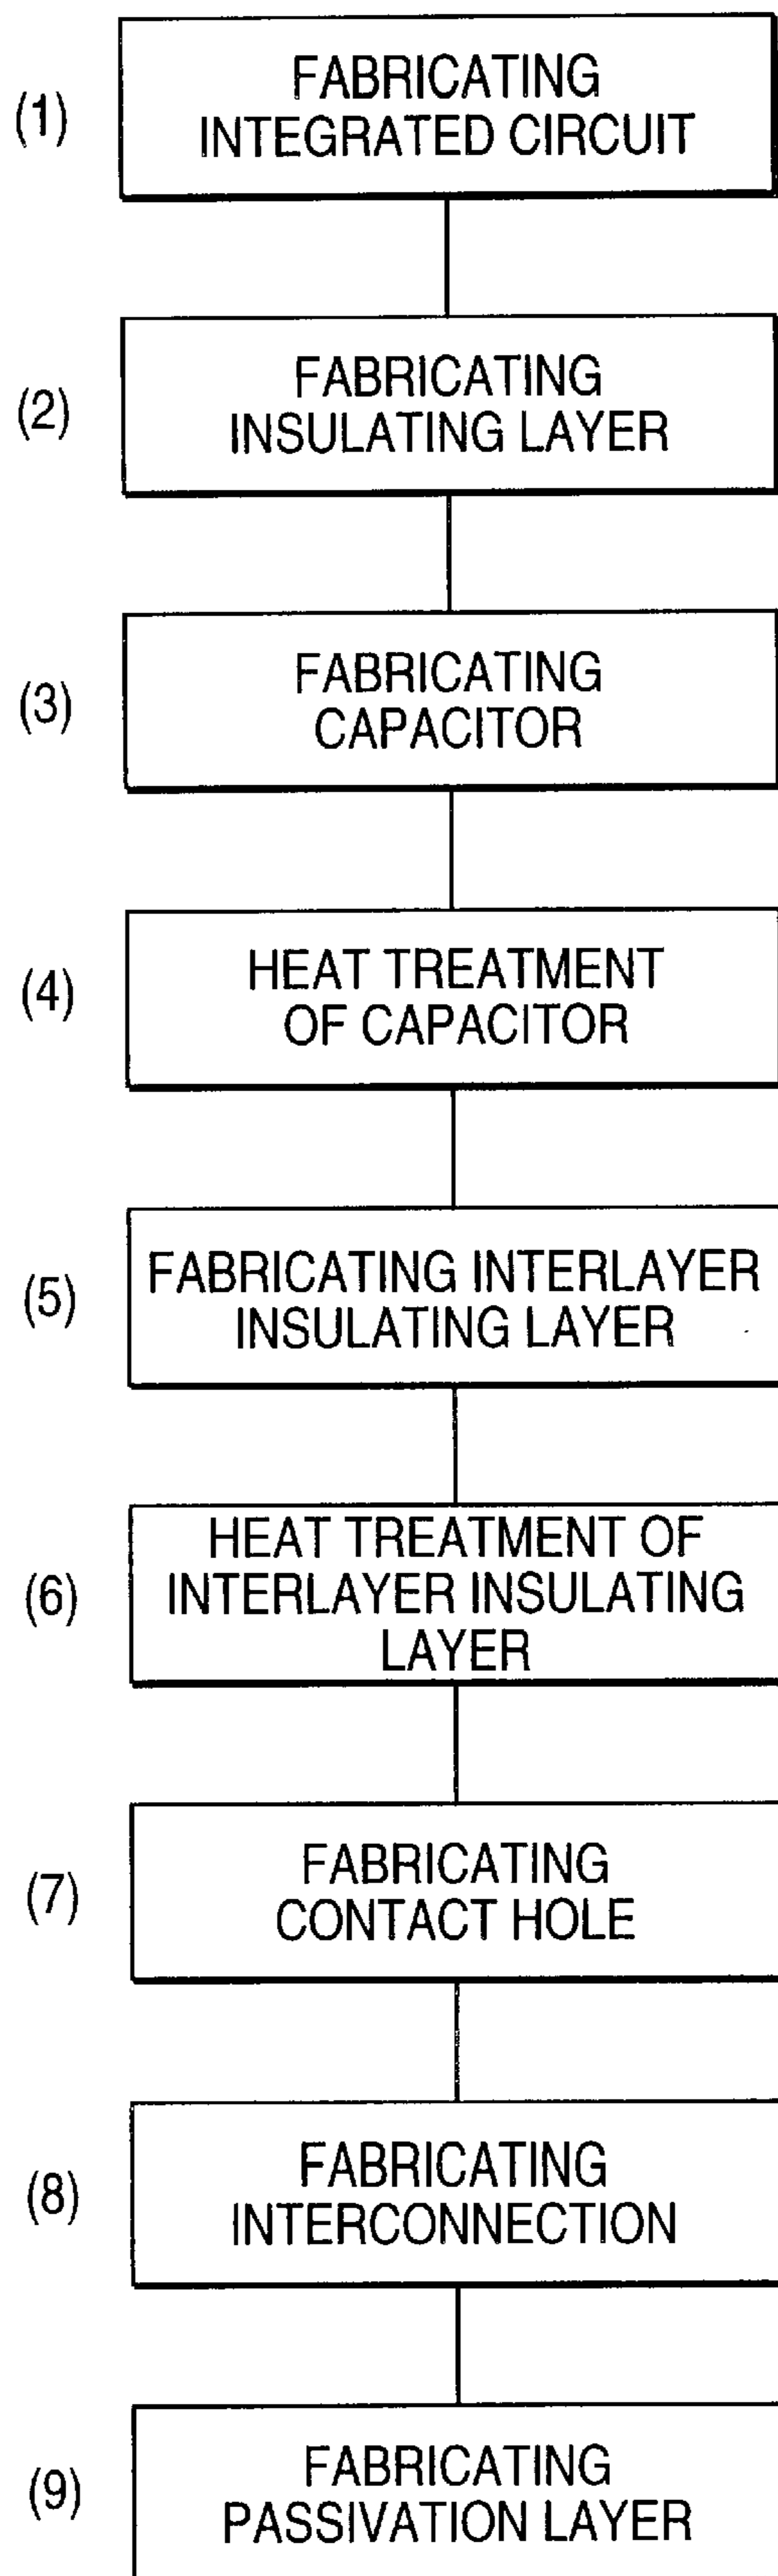 (1)
FABRICATING
INTEGRATED CIRCUIT
(2)
FABRICATING
INSULATING LAYER
(3)
FABRICATING
CAPACITOR
(4)
HEAT TREATMENT
OF CAPACITOR
(5)
FABRICATING INTERLAYER
INSULATING LAYER
(6)
HEAT TREATMENT OF
INTERLAYER INSULATING
LAYER
(7)
FABRICATING
CONTACT HOLE
(8)
FABRICATING
INTERCONNECTION
(9)
FABRICATING
PASSIVATION LAYER